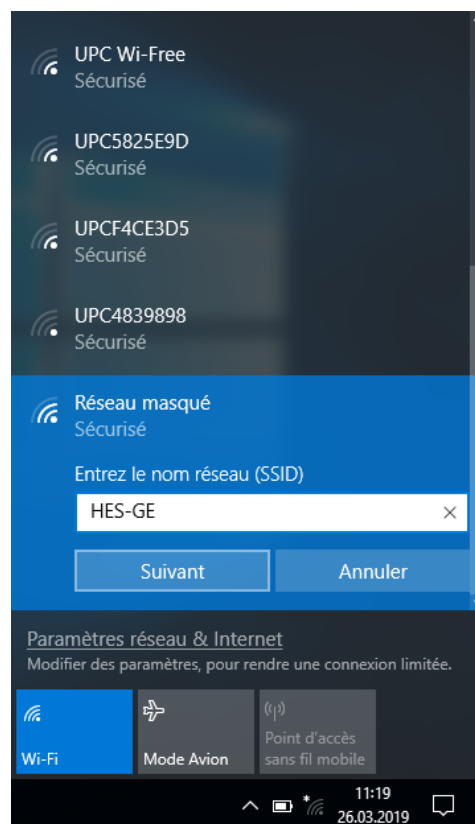 UPC Wi-Free
Sécurisé
UPC5825E9D
Sécurisé
UPCF4CE3D5
Sécurisé
UPC4839898
Sécurisé
Réseau masqué
Sécurisé
Entrez le nom réseau (SSID)
HES-GE
Suivant
Annuler
Paramètres réseau & Internet
Modifier des paramètres, pour rendre une connexion limitée.
Wi-Fi
Mode Avion
Point d'accès
sans fil mobile
11:19
26.03.2019